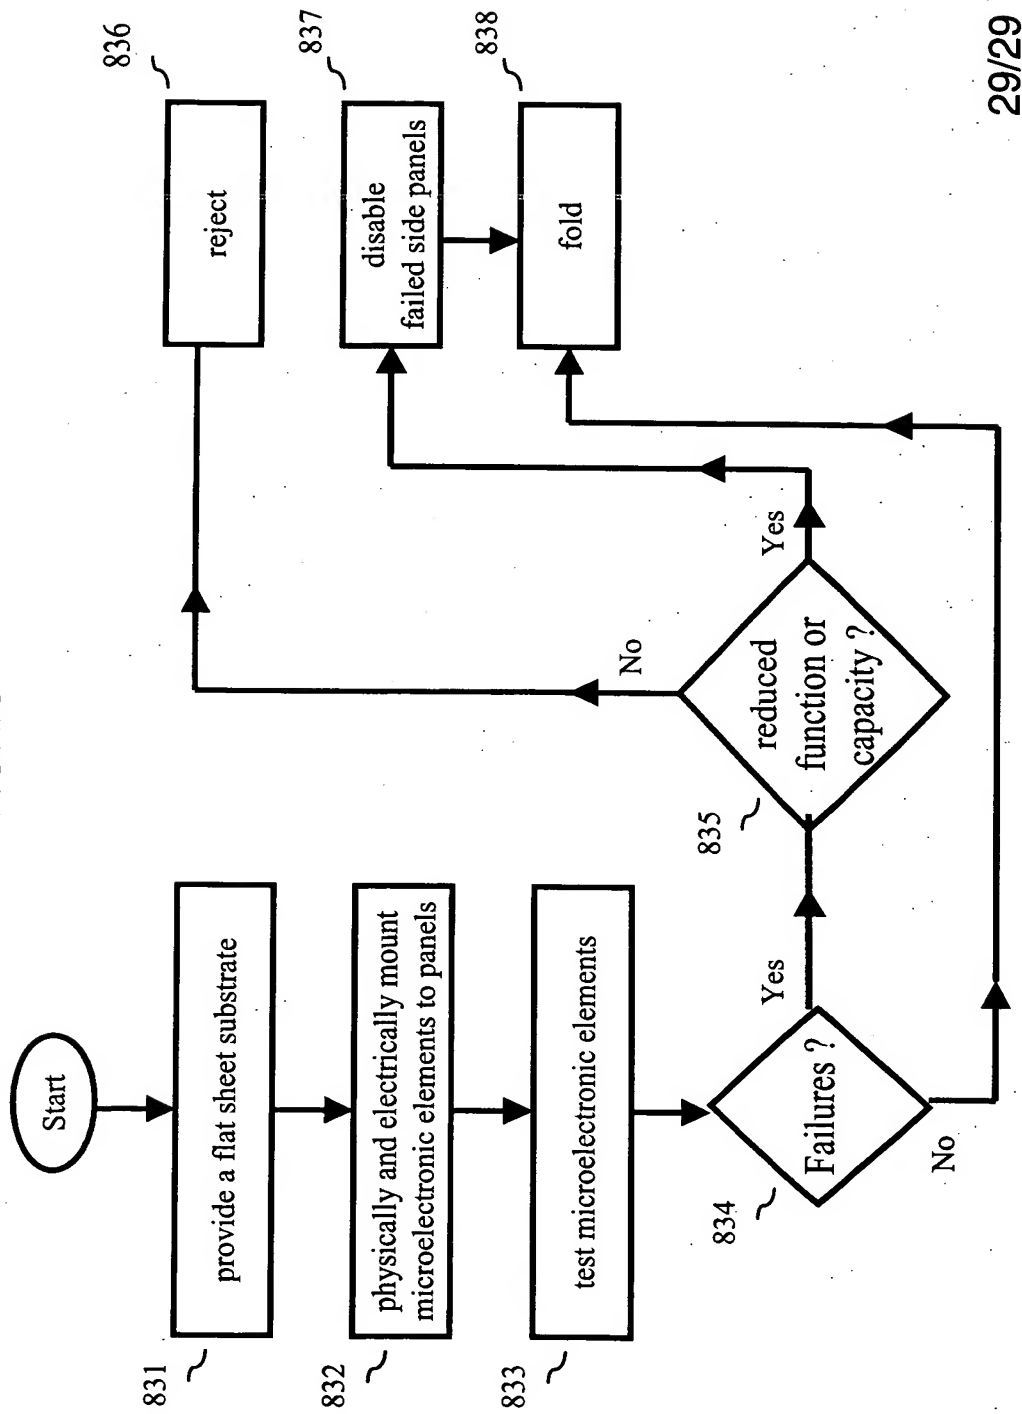 Start
831
provide a flat sheet substrate
832
physically and electrically mount
microelectronic elements to panels
833
test microelectronic elements
834
Failures ?
Yes
No
835
reduced
function or
capacity ?
No
Yes
836
reject
837
disable
failed side panels
838
fold
29/29